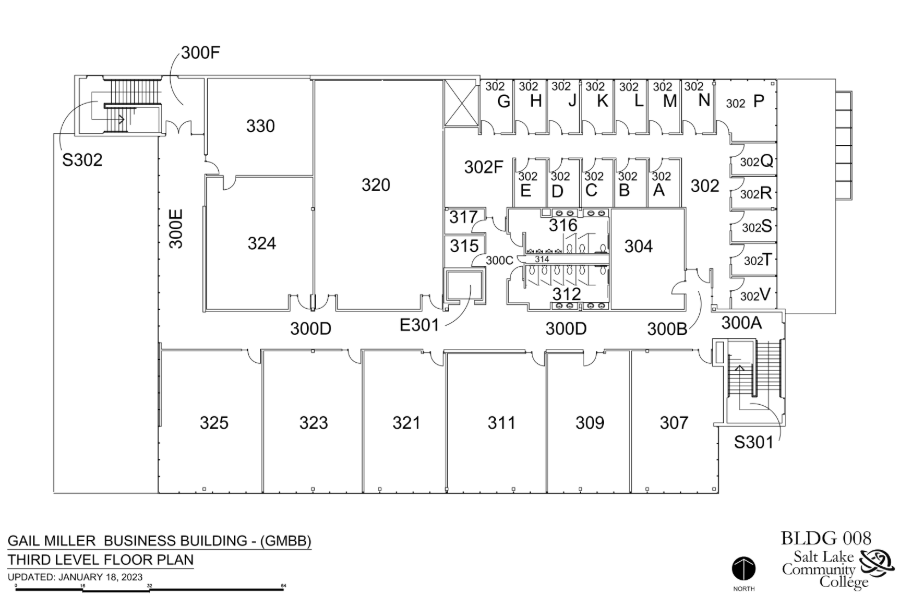 300F
302 G
302 H
302 J
302 K
302 L
302 M
302 N
302 P
330
S302
320
302F
302 E
302 D
302 C
302 B
302 A
302
302Q
302R
302S
302T
302V
300E
324
317
316
315
304
300C
314
312
E301
300D
300D
300B
300A
325
323
321
311
309
307
S301
GAIL MILLER BUSINESS BUILDING - (GMBB)
THIRD LEVEL FLOOR PLAN
UPDATED: JANUARY 18, 2023
16
32
64
NORTH
BLDG 008
Salt Lake
Community
College